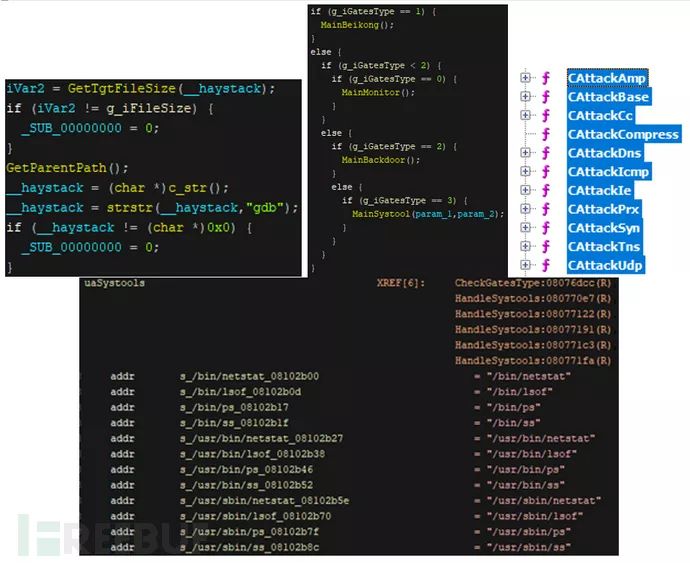 iVar2 = GetTgtFileSize(__haystack);
if (iVar2 != g_iFileSize) {
_SUB_00000000 = 0;
}
GetParentPath();
__haystack = (char *)c_str();
__haystack = strstr(__haystack,"gdb");
if (__haystack != (char *)0x0) {
_SUB_00000000 = 0;
}
if (g_iGatesType == 1) {
MainBeikong();
}
else {
if (g_iGatesType < 2) {
if (g_iGatesType == 0) {
MainMonitor();
}
}
else {
if (g_iGatesType == 2) {
MainBackdoor();
}
else {
if (g_iGatesType == 3) {
MainSystool(param_1,param_2);
}
}
}
}
CAttackAmp
CAttackBase
CAttackCc
CAttackCompress
CAttackDns
CAttackIcmp
CAttackIe
CAttackPrx
CAttackSyn
CAttackTns
CAttackUdp
uaSystools XREF[6]: CheckGatesType:08076dcc(R)
HandleSystools:080770e7(R)
HandleSystools:08077122(R)
HandleSystools:08077191(R)
HandleSystools:080771c3(R)
HandleSystools:080771fa(R)
addr s_/bin/netstat_08102b00 = "/bin/netstat"
addr s_/bin/lsof_08102b0d = "/bin/lsof"
addr s_/bin/ps_08102b17 = "/bin/ps"
addr s_/bin/ss_08102b1f = "/bin/ss"
addr s_/usr/bin/netstat_08102b27 = "/usr/bin/netstat"
addr s_/usr/bin/lsof_08102b38 = "/usr/bin/lsof"
addr s_/usr/bin/ps_08102b46 = "/usr/bin/ps"
addr s_/usr/bin/ss_08102b52 = "/usr/bin/ss"
addr s_/usr/sbin/netstat_08102b5e = "/usr/sbin/netstat"
addr s_/usr/sbin/lsof_08102b70 = "/usr/sbin/lsof"
addr s_/usr/sbin/ps_08102b7f = "/usr/sbin/ps"
addr s_/usr/sbin/ss_08102b8c = "/usr/sbin/ss"
FREEBUF